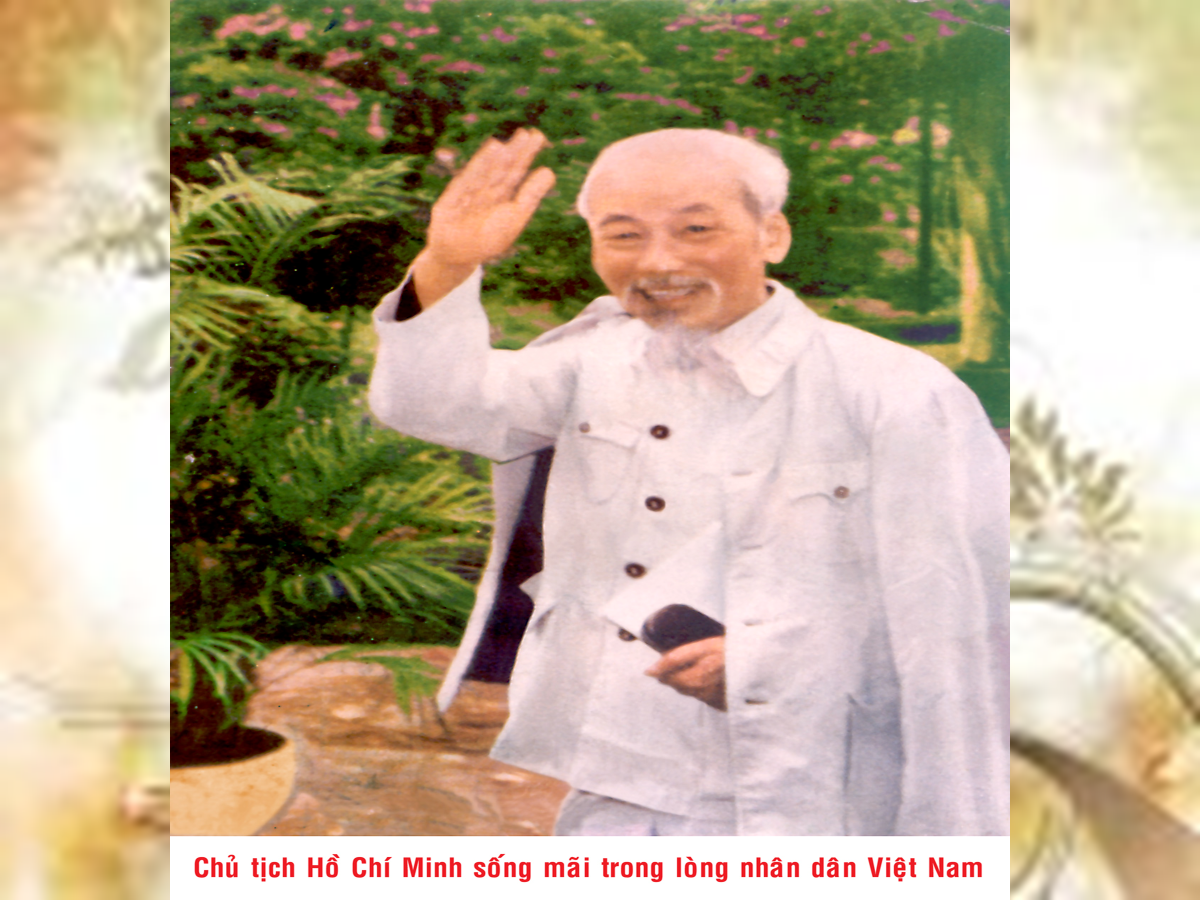 Chủ tịch Hồ Chí Minh sống mãi trong lòng nhân dân Việt Nam